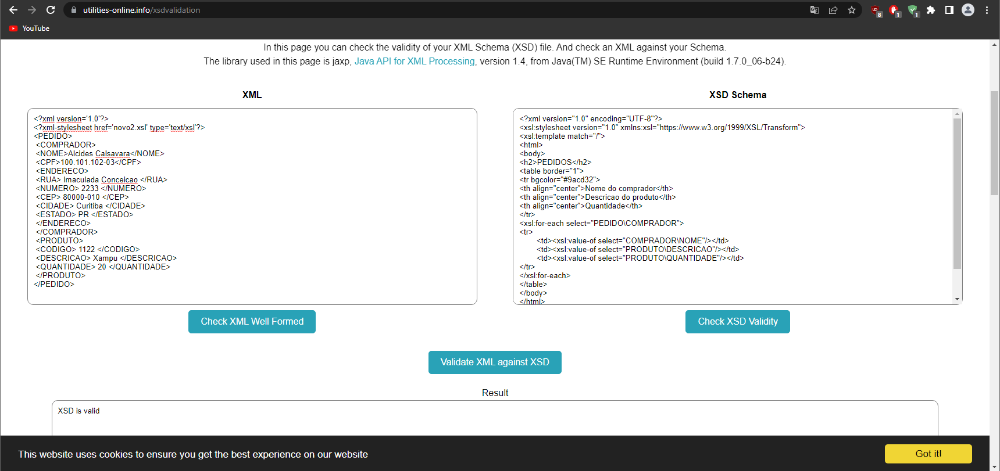 utilities-online.info/xsdvalidation
8
1
1
YouTube
In this page you can check the validity of your XML Schema (XSD) file. And check an XML against your Schema.
The library used in this page is jaxp, Java API for XML Processing, version 1.4, from Java(TM) SE Runtime Environment (build 1.7.0_06-b24).
XML
<?xml version='1.0'?>
<?xml-stylesheet href='novo2.xsl' type='text/xsl'?>
<PEDIDO>
<COMPRADOR>
<NOME>Alcides Calsavara</NOME>
<CPF>100.101.102-03</CPF>
<ENDERECO>
<RUA> Imaculada Conceicao </RUA>
<NUMERO> 2233 </NUMERO>
<CEP> 80000-010 </CEP>
<CIDADE> Curitiba </CIDADE>
<ESTADO> PR </ESTADO>
</ENDERECO>
</COMPRADOR>
<PRODUTO>
<CODIGO> 1122 </CODIGO>
<DESCRICAO> Xampu </DESCRICAO>
<QUANTIDADE> 20 </QUANTIDADE>
</PRODUTO>
</PEDIDO>
Check XML Well Formed
XSD Schema
<?xml version="1.0" encoding="UTF-8"?>
<xsl:stylesheet version="1.0" xmlns:xsl="https://www.w3.org/1999/XSL/Transform">
<xsl:template match="/">
<html>
<body>
<h2>PEDIDOS</h2>
<table border="1">
<tr bgcolor="#9acd32">
<th align="center">Nome do comprador</th>
<th align="center">Descricao do produto</th>
<th align="center">Quantidade</th>
</tr>
<xsl:for-each select="PEDIDO\COMPRADOR">
<tr>
<td><xsl:value-of select="COMPRADOR\NOME"/></td>
<td><xsl:value-of select="PRODUTO\DESCRICAO"/></td>
<td><xsl:value-of select="PRODUTO\QUANTIDADE"/></td>
</tr>
</xsl:for-each>
</table>
</body>
</html>
Check XSD Validity
Validate XML against XSD
Result
XSD is valid
This website uses cookies to ensure you get the best experience on our website
Got it!